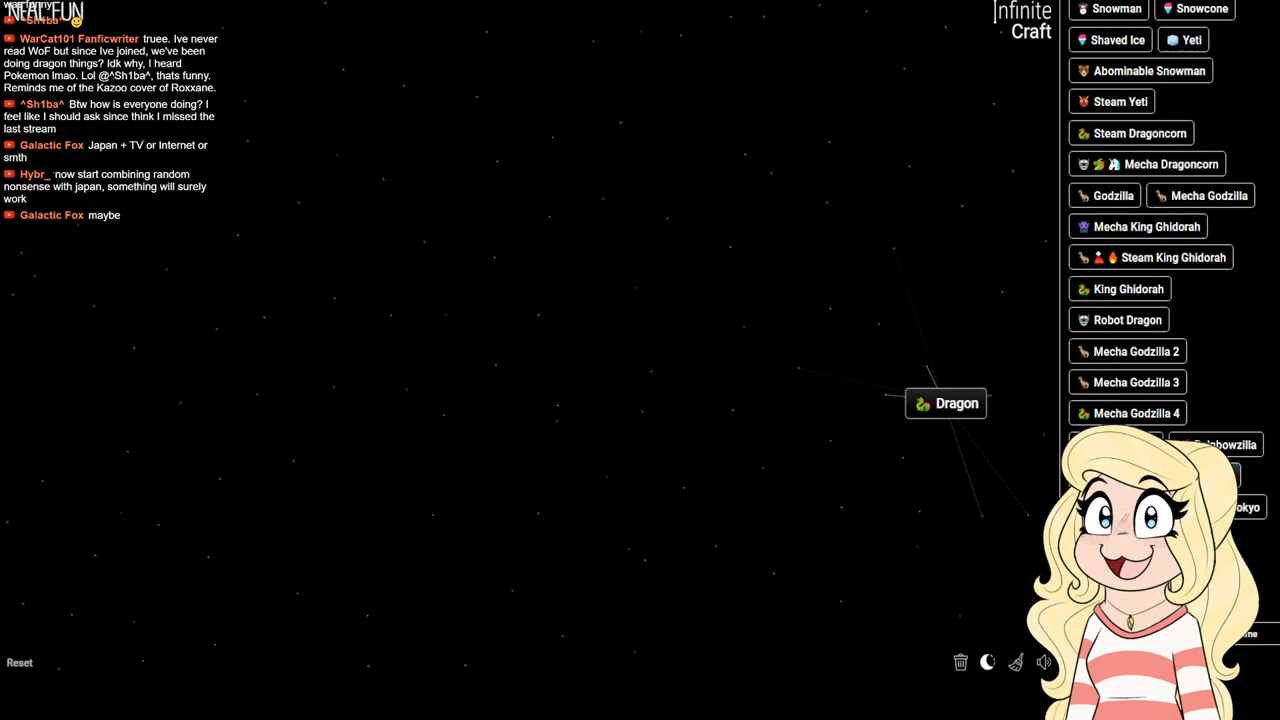 was funny
NEAL.FUN
^Sh1ba^
WarCat101 Fanficwriter truee. Ive never
read WoF but since Ive joined, we've been
doing dragon things? Idk why, I heard
Pokemon lmao. Lol @^Sh1ba^, thats funny.
Reminds me of the Kazoo cover of Roxxane.
^Sh1ba^ Btw how is everyone doing? I
feel like I should ask since think I missed the
last stream
Galactic Fox Japan + TV or Internet or
smth
Hybr_ now start combining random
nonsense with japan, something will surely
work
Galactic Fox maybe
Infinite
Craft
Dragon
Reset
Snowman Snowcone
Shaved Ice Yeti
Abominable Snowman
Steam Yeti
Steam Dragoncorn
Mecha Dragoncorn
Godzilla Mecha Godzilla
Mecha King Ghidorah
Steam King Ghidorah
King Ghidorah
Robot Dragon
Mecha Godzilla 2
Mecha Godzilla 3
Mecha Godzilla 4